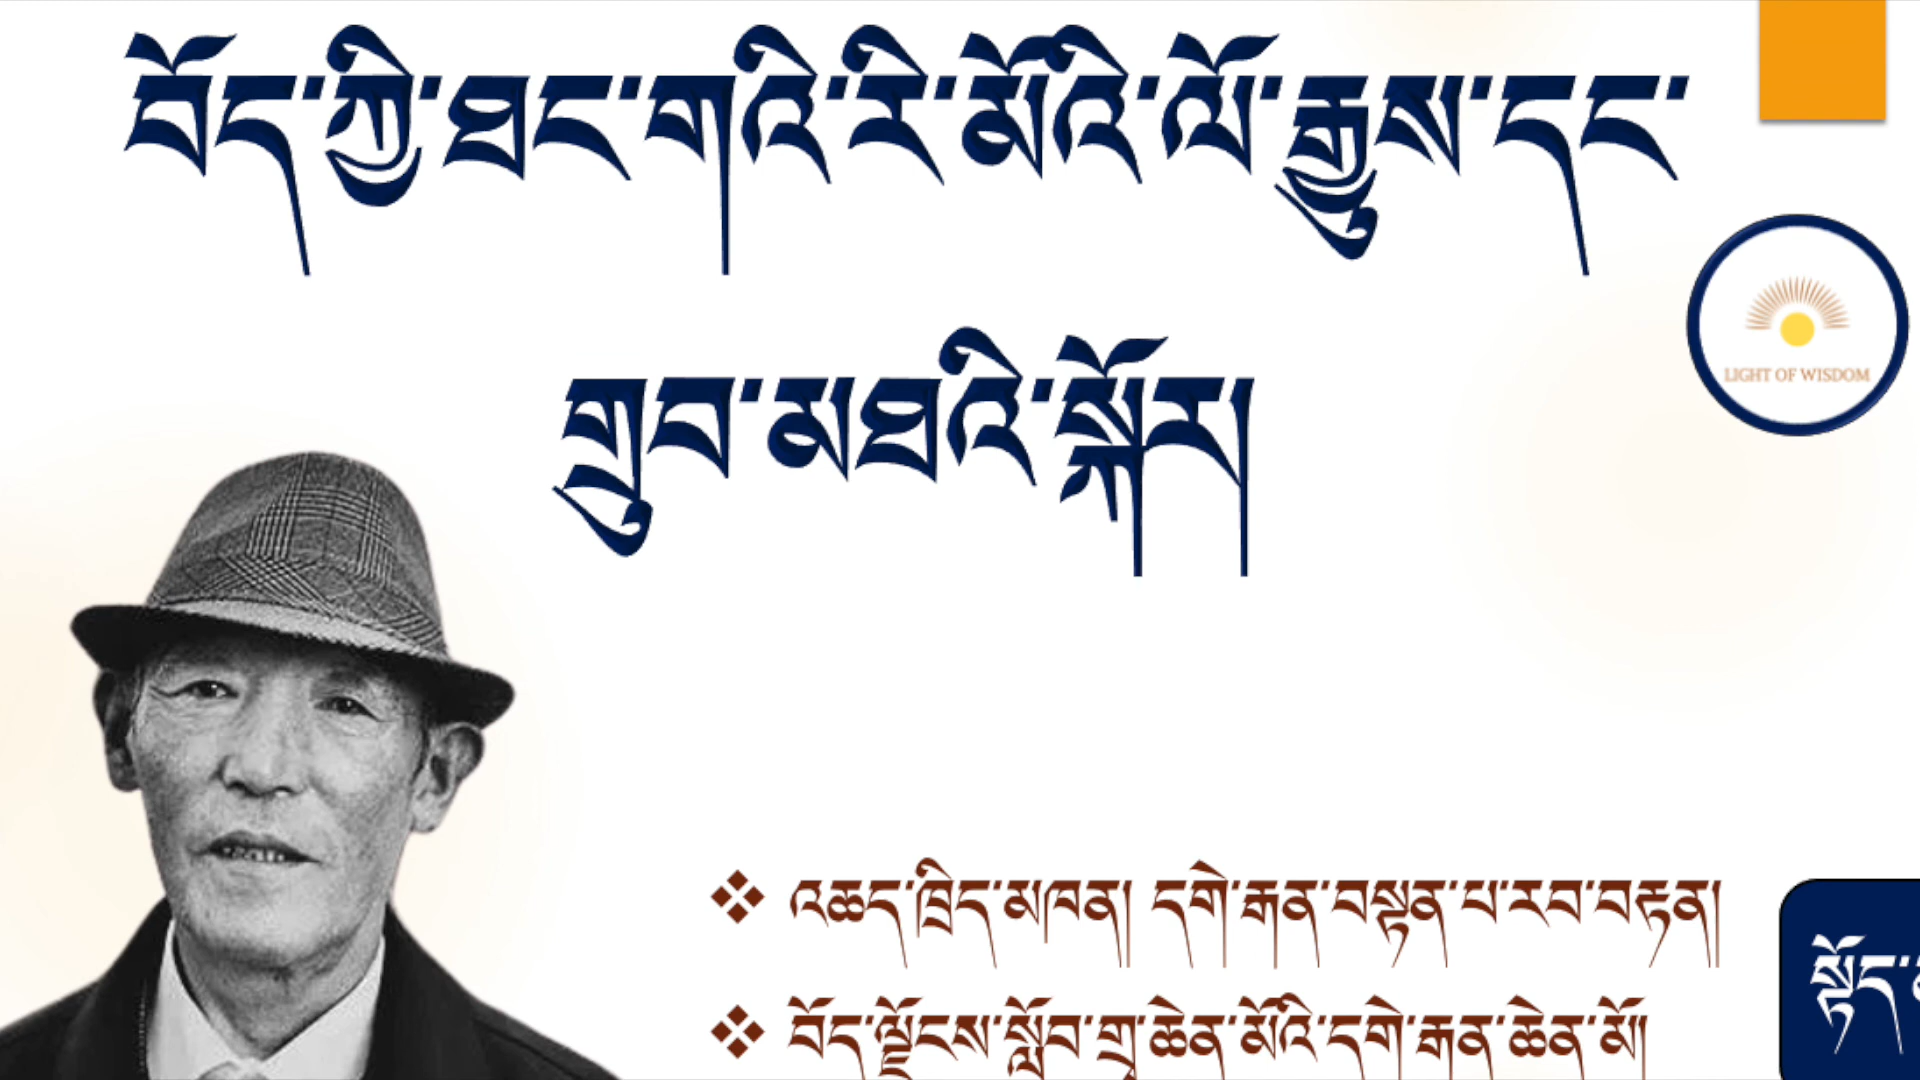 བོད་ཀྱི་ཐང་གའི་རི་མོའི་ལོ་རྒྱུས་དང་
LIGHT OF WISDOM
གྲུབ་མཐའི་སྐོར།
❖ འཆད་ཁྲིད་མཁན། དགེ་རྒན་བསྟན་པ་རབ་བརྟན།
❖ བོད་ལྗོངས་སློབ་གྲྭ་ཆེན་མོའི་དགེ་རྒན་ཆེན་མོ།
སྟོད་